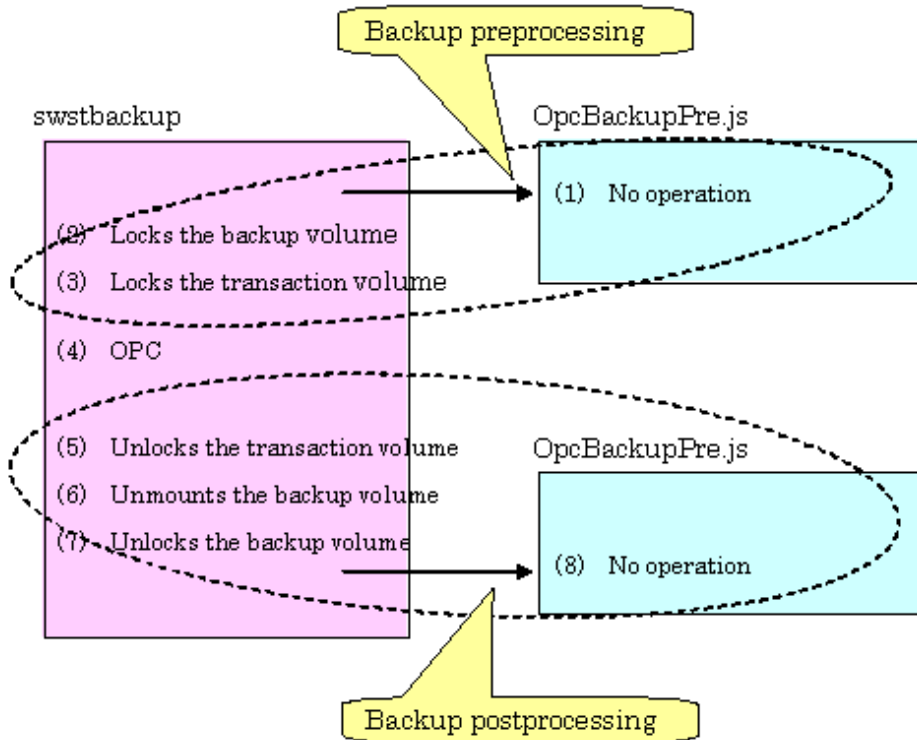 Backup preprocessing
swstbackup
OpcBackupPre.js
(1) No operation
(2) Locks the backup volume
(3) Locks the transaction volume
(4) OPC
(5) Unlocks the transaction volume
(6) Unmounts the backup volume
(7) Unlocks the backup volume
OpcBackupPre.js
(8) No operation
Backup postprocessing